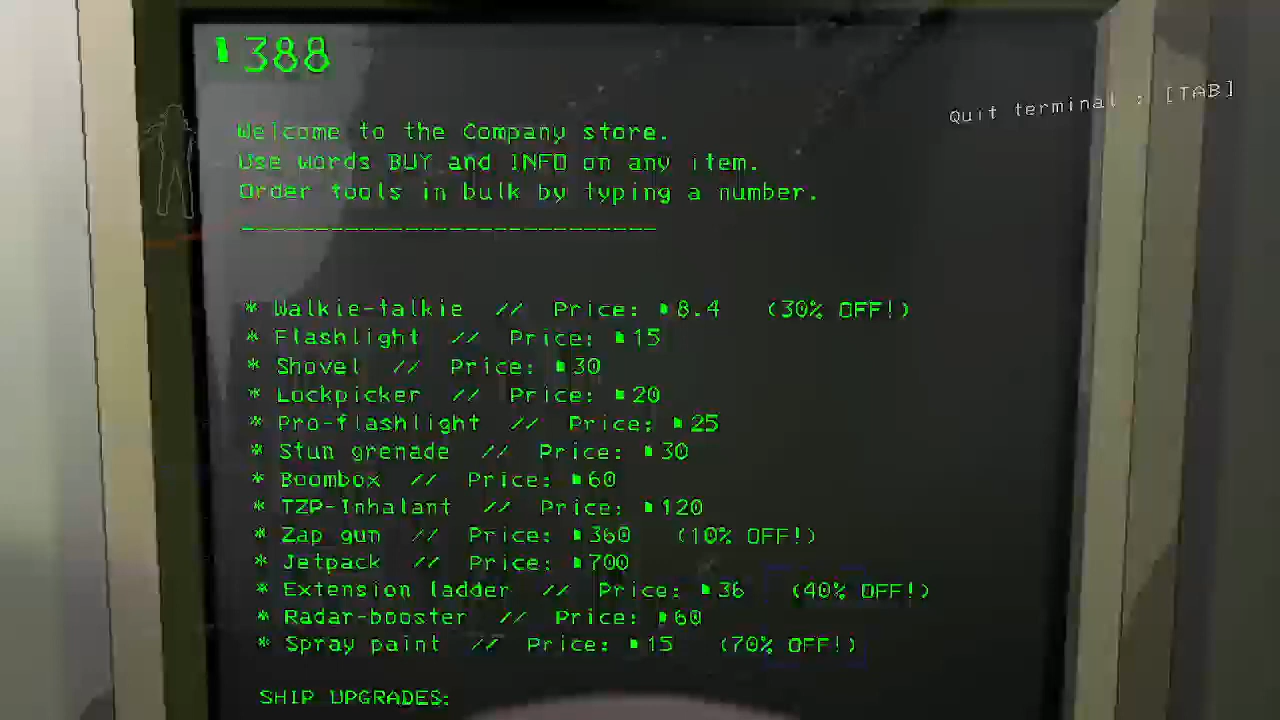 ▮388
Quit terminal : [TAB]
Welcome to the Company store.
Use words BUY and INFO on any item.
Order tools in bulk by typing a number.
----------------------------
* Walkie-talkie // Price: ▮8.4 (30% OFF!)
* Flashlight // Price: ▮15
* Shovel // Price: ▮30
* Lockpicker // Price: ▮20
* Pro-flashlight // Price: ▮25
* Stun grenade // Price: ▮30
* Boombox // Price: ▮60
* TZP-Inhalant // Price: ▮120
* Zap gun // Price: ▮360 (10% OFF!)
* Jetpack // Price: ▮700
* Extension ladder // Price: ▮36 (40% OFF!)
* Radar-booster // Price: ▮60
* Spray paint // Price: ▮15 (70% OFF!)
SHIP UPGRADES: